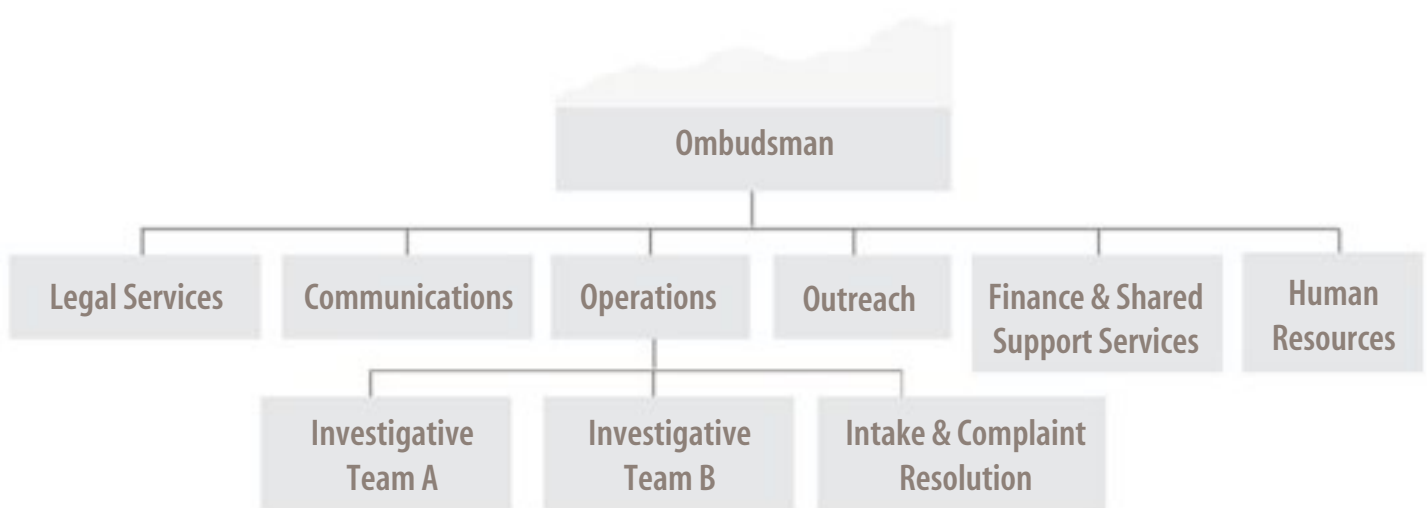 Ombudsman
Legal Services
Communications
Operations
Outreach
Finance & Shared
Support Services
Human
Resources
Investigative
Team A
Investigative
Team B
Intake & Complaint
Resolution